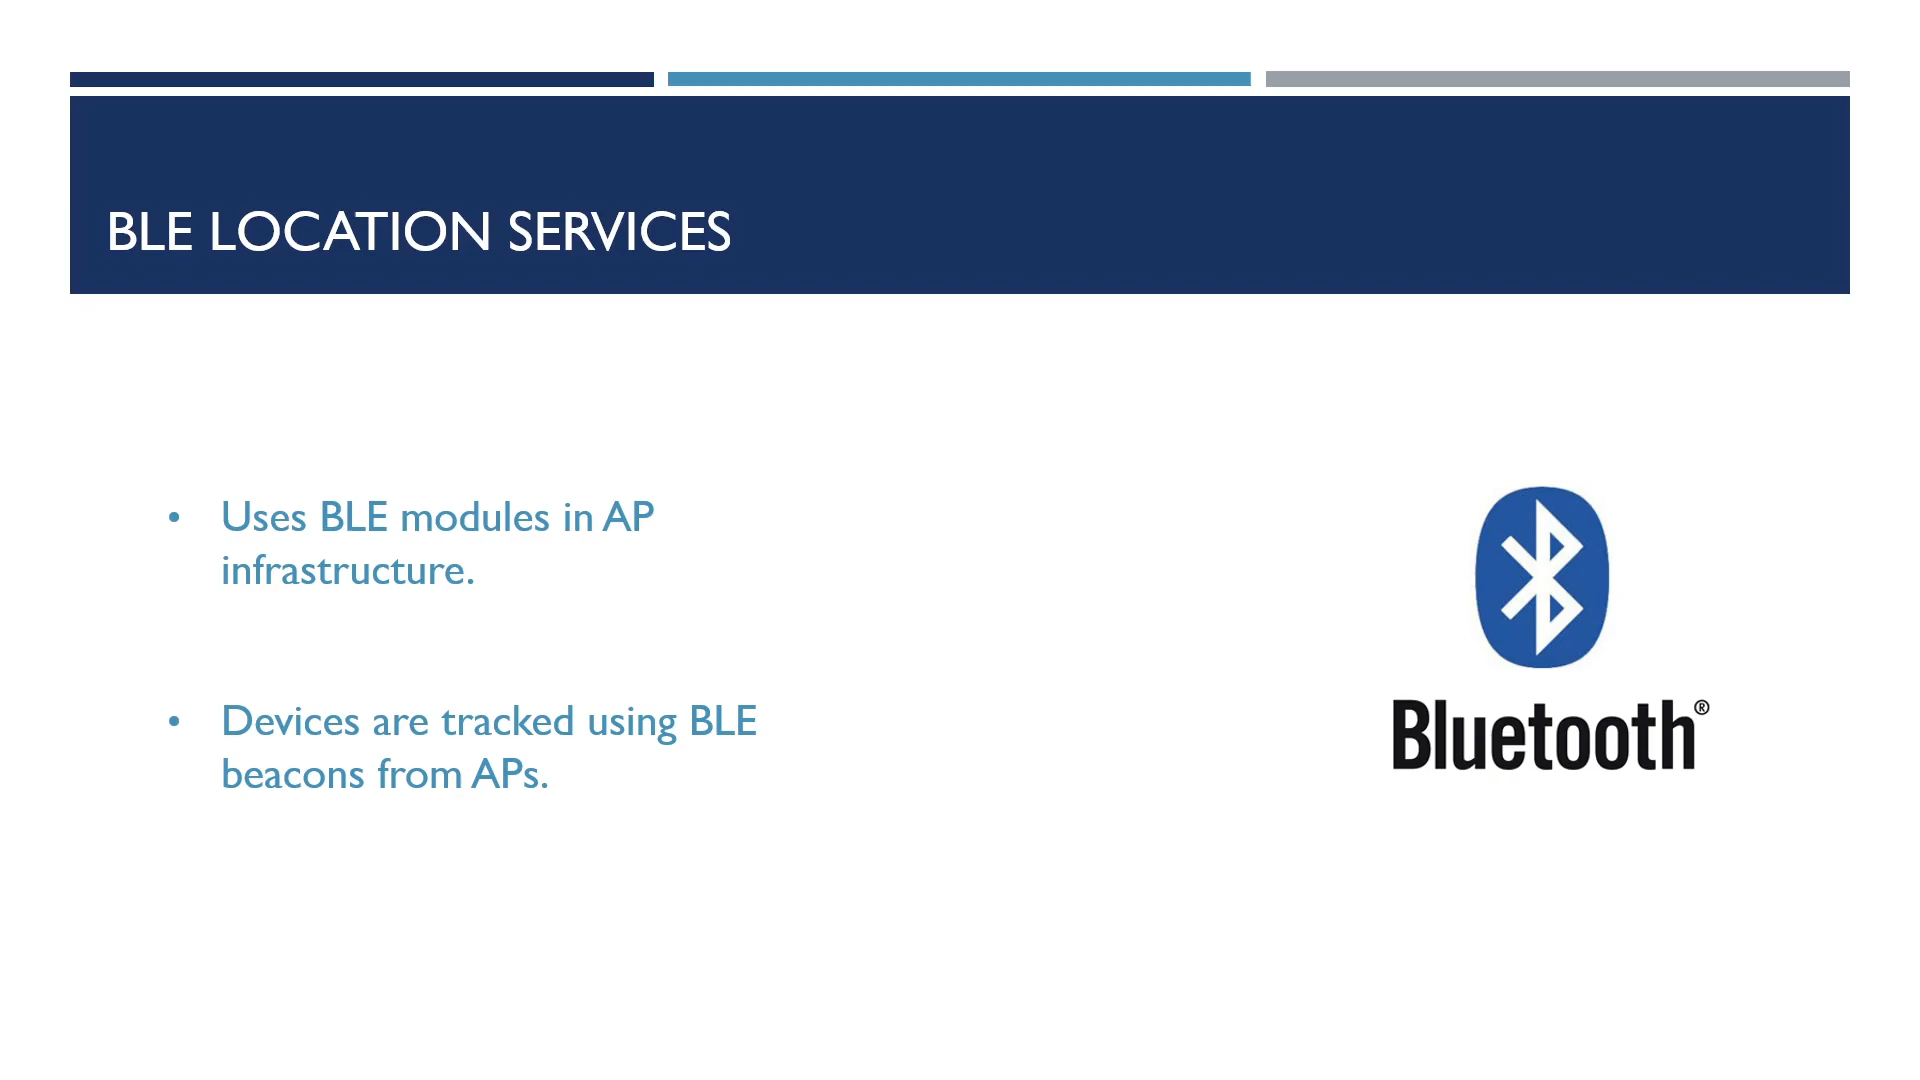 BLE LOCATION SERVICES
• Uses BLE modules in AP
infrastructure.
• Devices are tracked using BLE
beacons from APs.
Bluetooth®